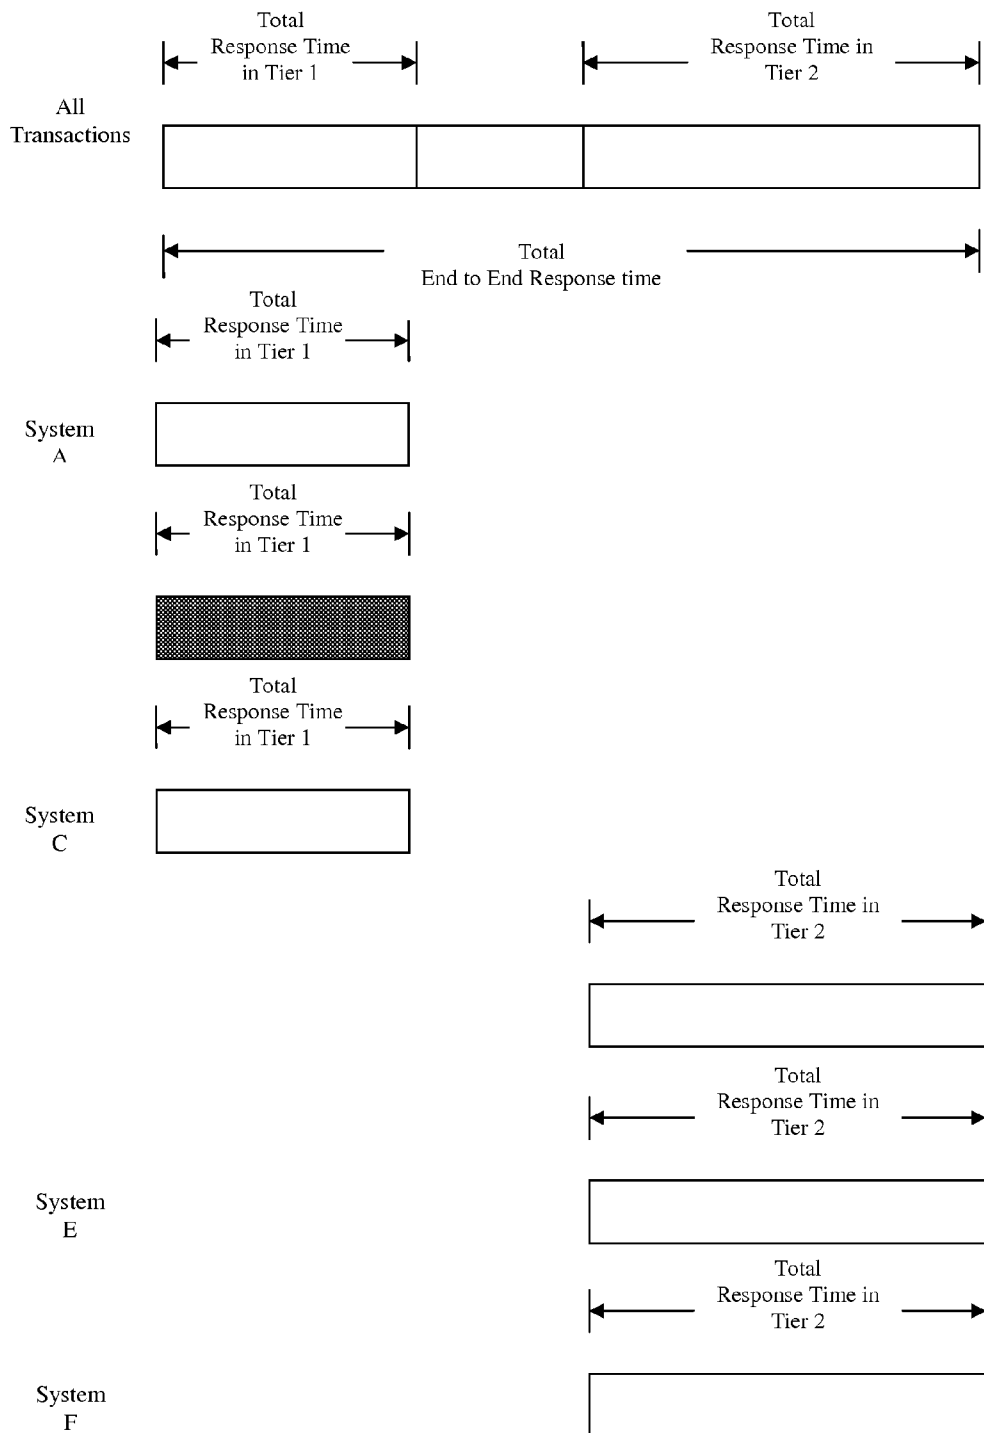 Total
Response Time
in Tier 1
Total
Response Time in
Tier 2
All
Transactions
Total
End to End Response time
Total
Response Time
in Tier 1
System
A
Total
Response Time
in Tier 1
Total
Response Time
in Tier 1
System
C
Total
Response Time in
Tier 2
Total
Response Time in
Tier 2
System
E
Total
Response Time in
Tier 2
System
F